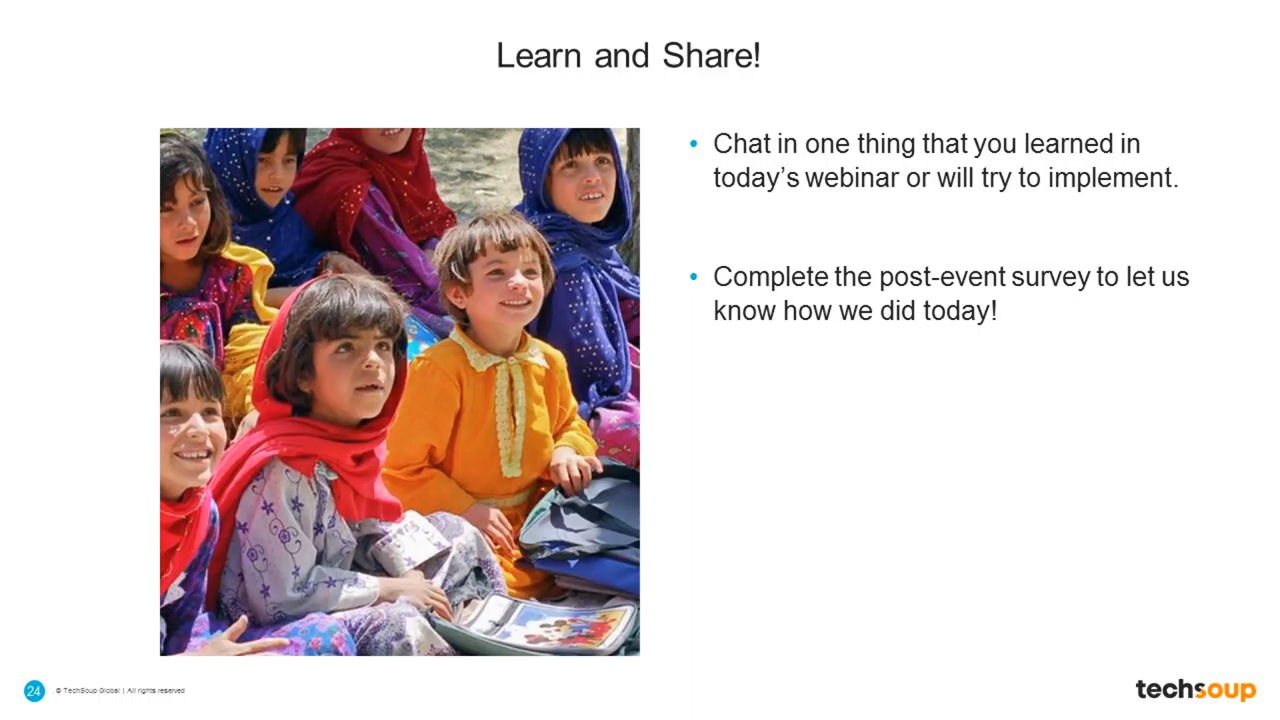 Learn and Share!
• Chat in one thing that you learned in
today’s webinar or will try to implement.
• Complete the post-event survey to let us
know how we did today!
24
. © TechSoup Global | All rights reserved
techsoup